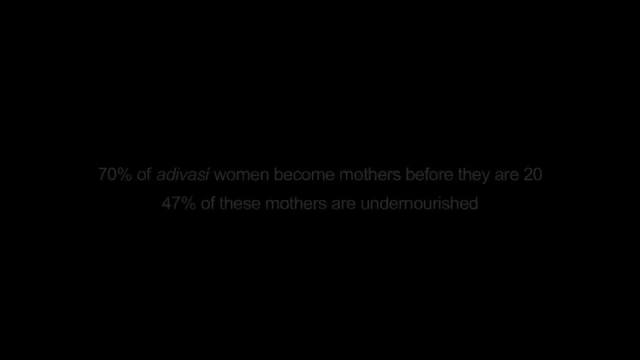 70% of adivasi women become mothers before they are 20
47% of these mothers are undernourished